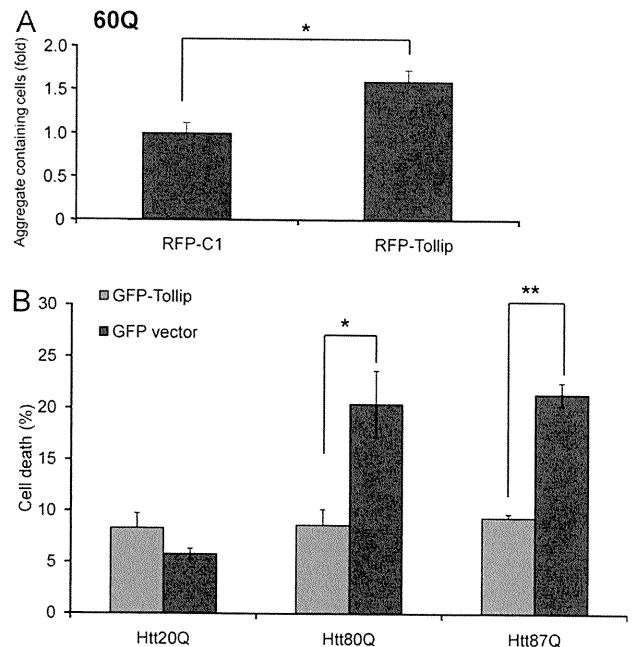 A
60Q
Aggregate containing cells (fold)
2.0
1.5
1.0
0.5
0
*
RFP-C1
RFP-Tollip
B
GFP-Tollip
GFP vector
Cell death (%)
30
25
20
15
10
5
0
*
**
Htt20Q
Htt80Q
Htt87Q